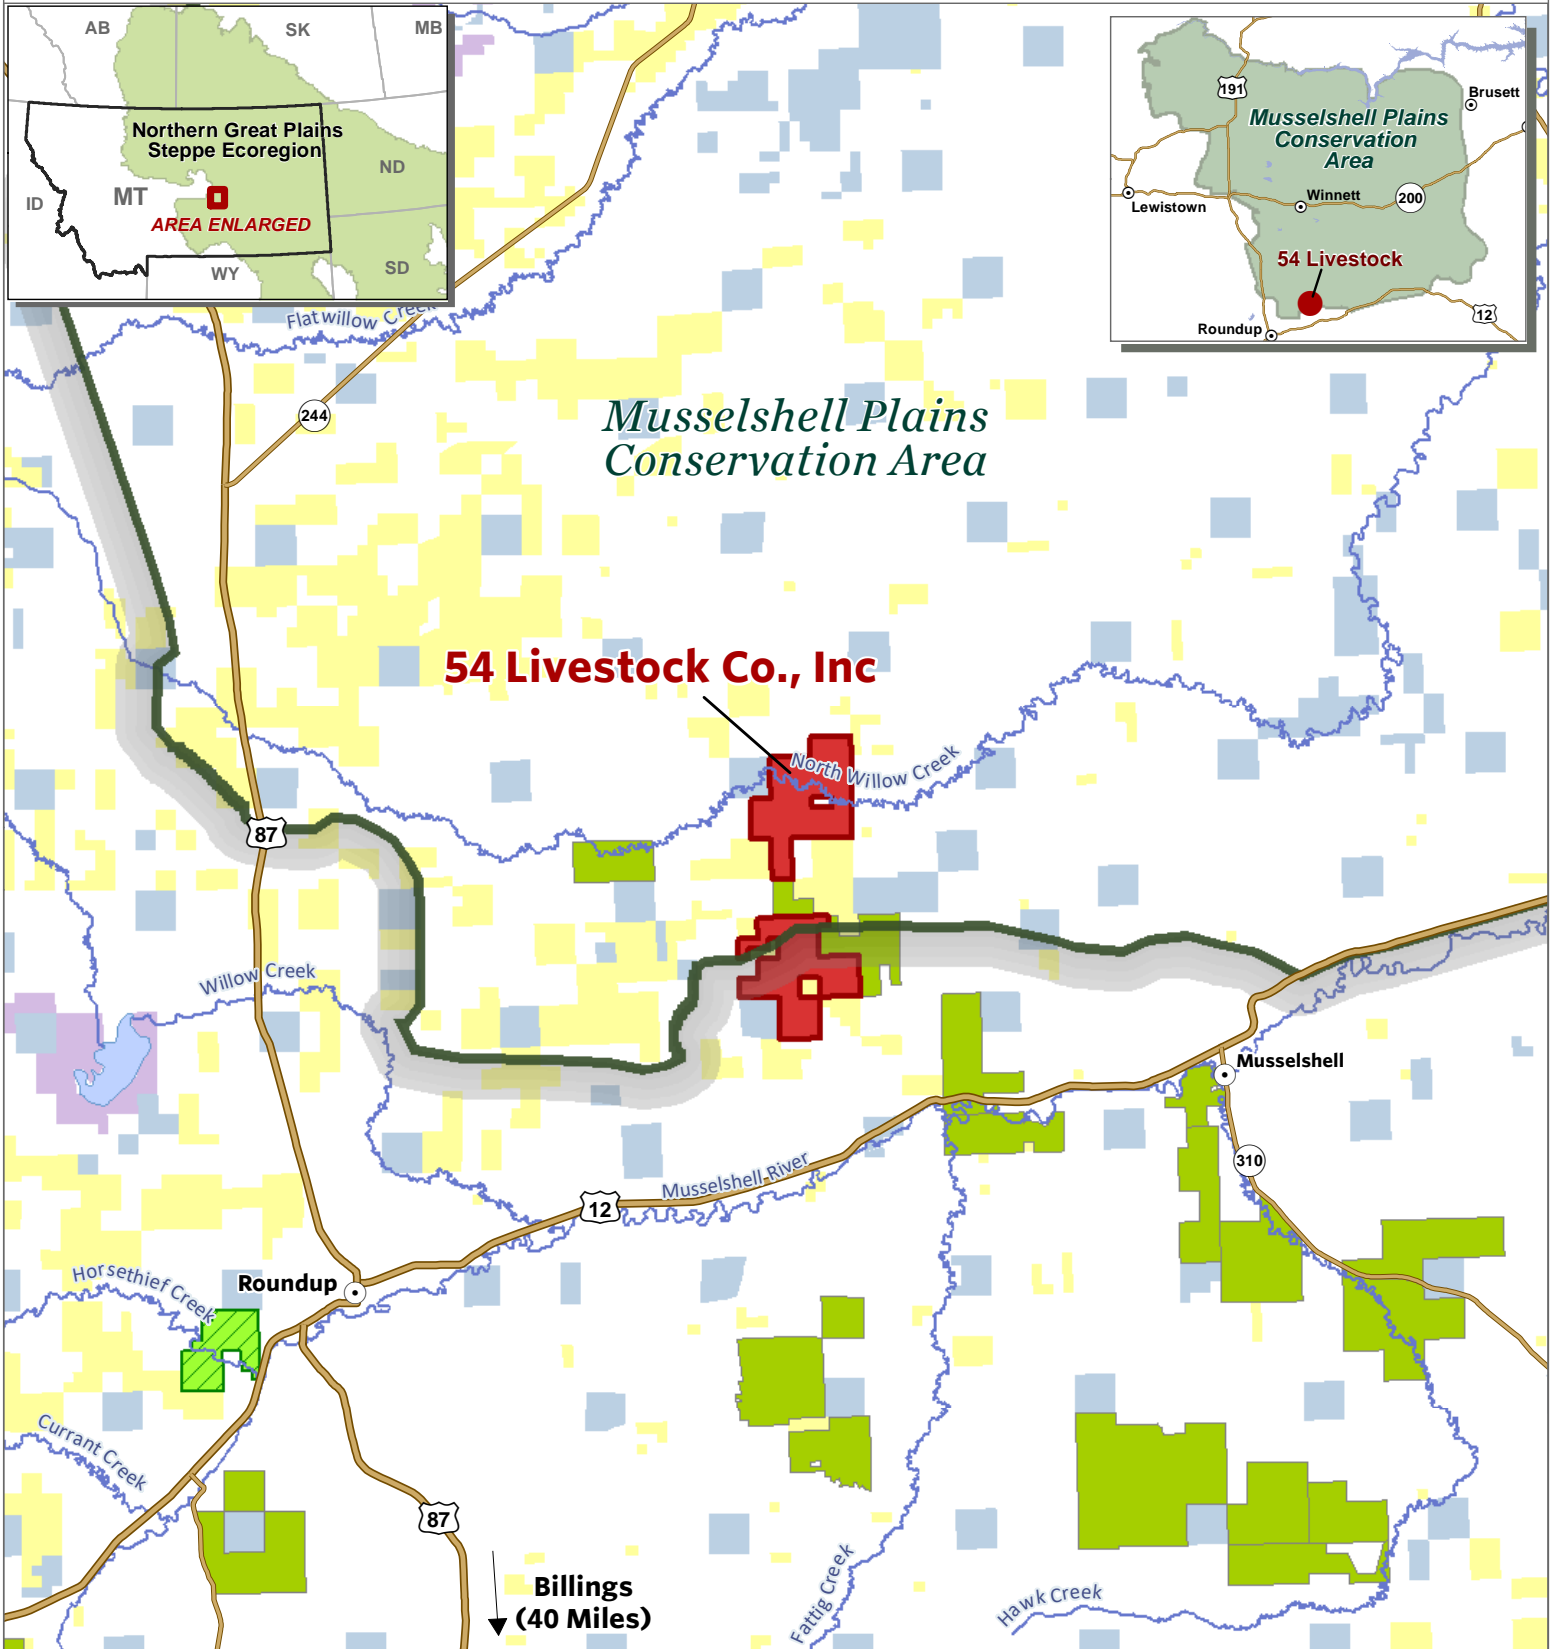 AB
SK
MB
Northern Great Plains
Steppe Ecoregion
ND
ID
MT
AREA ENLARGED
WY
SD
191
Brusett
Musselshell Plains
Conservation
Area
Winnett
200
Lewistown
54 Livestock
12
Roundup
Flatwillow Creek
244
Musselshell Plains
Conservation Area
54 Livestock Co., Inc
North Willow Creek
87
Willow Creek
Musselshell
310
Musselshell River
12
Horsethief Creek
Roundup
Currant Creek
87
Billings
(40 Miles)
Fattig Creek
Hawk Creek